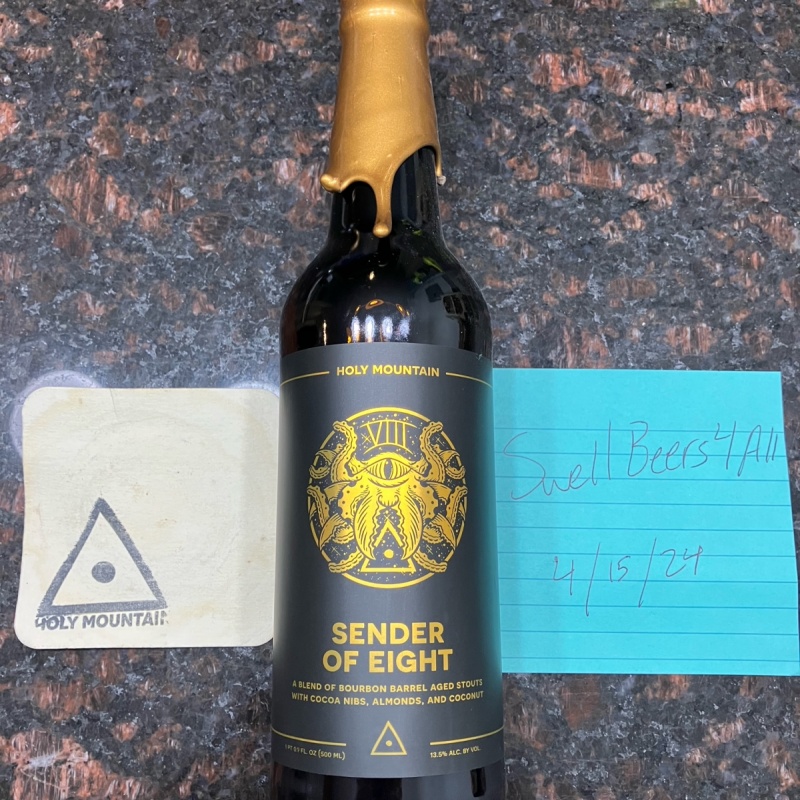 HOLY MOUNTAIN
VIII
SENDER
OF EIGHT
A BLEND OF BOURBON BARREL AGED STOUTS
WITH COCOA NIBS, ALMONDS, AND COCONUT
1 PT 0.9 FL. OZ (500 ML)
13.5% ALC. BY VOL.
HOLY MOUNTAIN
Swell Beers 4 All
4/15/24